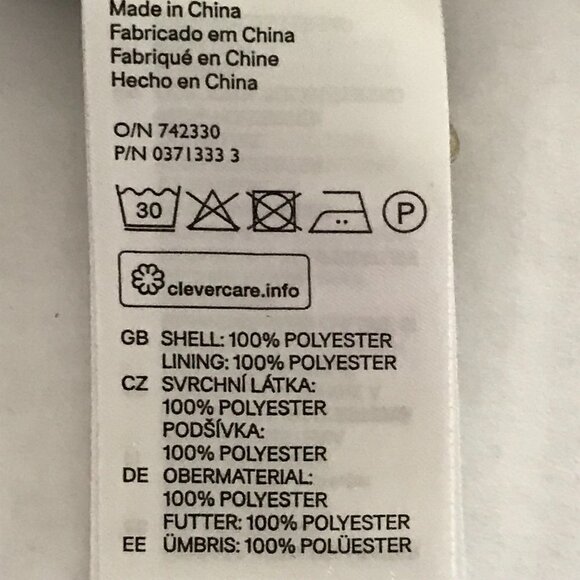 Made in China
Fabricado em China
Fabriqué en Chine
Hecho en China
O/N 742330
P/N 0371333 3
30 P
clevercare.info
GB SHELL: 100% POLYESTER
LINING: 100% POLYESTER
CZ SVRCHNÍ LÁTKA:
100% POLYESTER
PODŠÍVKA:
100% POLYESTER
DE OBERMATERIAL:
100% POLYESTER
FUTTER: 100% POLYESTER
EE ÜMBRIS: 100% POLÜESTER